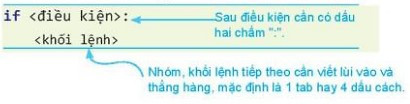 if <điều kiện>:
Sau điều kiện cần có dấu
hai chấm ":".
<khối lệnh>
Nhóm, khối lệnh tiếp theo cần viết lùi vào và
thẳng hàng, mặc định là 1 tab hay 4 dấu cách.